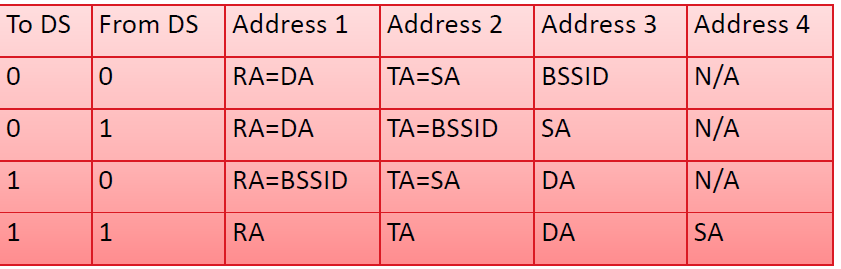 To DS From DS Address 1 Address 2 Address 3 Address 4
0 0 RA=DA TA=SA BSSID N/A
0 1 RA=DA TA=BSSID SA N/A
1 0 RA=BSSID TA=SA DA N/A
1 1 RA TA DA SA